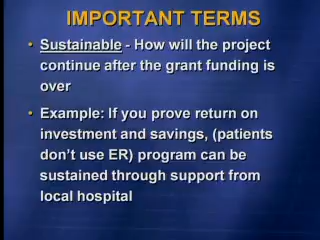 IMPORTANT TERMS
• Sustainable - How will the project
continue after the grant funding is
over
• Example: If you prove return on
investment and savings, (patients
don't use ER) program can be
sustained through support from
local hospital